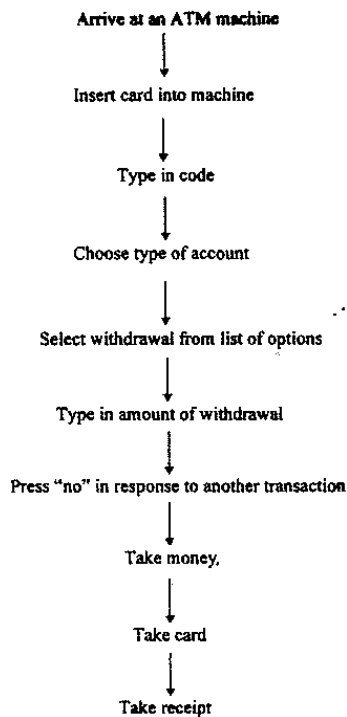 Arrive at an ATM machine
Insert card into machine
Type in code
Choose type of account
Select withdrawal from list of options
Type in amount of withdrawal
Press “no” in response to another transaction
Take money,
Take card
Take receipt